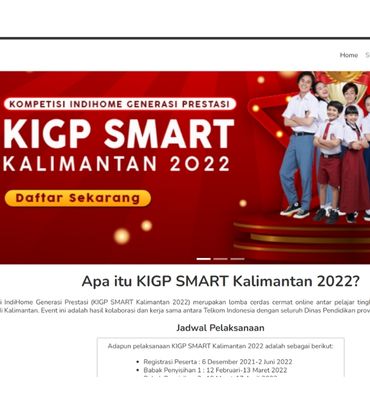 Home
KOMPETISI INDIHOME GENERASI PRESTASI
KIGP SMART
KALIMANTAN 2022
Daftar Sekarang
Apa itu KIGP SMART Kalimantan 2022?
IndiHome Generasi Prestasi (KIGP SMART Kalimantan 2022) merupakan lomba cerdas cermat online antar pelajar
Kalimantan. Event ini adalah hasil kolaborasi dan kerja sama antara Telkom Indonesia dengan seluruh Dinas Pendidikan
Jadwal Pelaksanaan
Adapun pelaksanaan KIGP SMART Kalimantan 2022 adalah sebagai berikut:
Registrasi Peserta : 6 Desember 2021-2 Juni 2022
Babak Penyisihan 1 : 12 Februari-13 Maret 2022